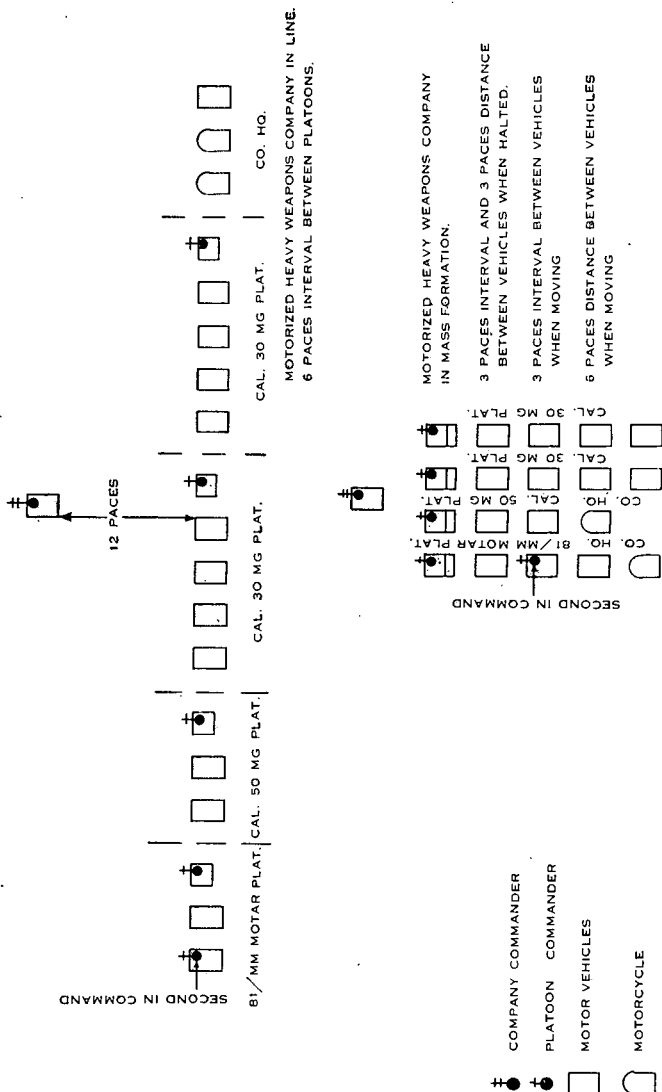 12 PACES
SECOND IN COMMAND
81/MM MOTAR PLAT.
CAL. 50 MG PLAT.
CAL. 30 MG PLAT.
CAL. 30 MG PLAT.
CO. HQ.
MOTORIZED HEAVY WEAPONS COMPANY IN LINE.
6 PACES INTERVAL BETWEEN PLATOONS.
SECOND IN COMMAND
CO. HQ. 81/MM MOTAR PLAT.
CO. HQ. CAL. 50 MG PLAT.
CAL. 30 MG PLAT.
CAL. 30 MG PLAT.
MOTORIZED HEAVY WEAPONS COMPANY
IN MASS FORMATION.
3 PACES INTERVAL AND 3 PACES DISTANCE
BETWEEN VEHICLES WHEN HALTED.
3 PACES INTERVAL BETWEEN VEHICLES
WHEN MOVING
6 PACES DISTANCE BETWEEN VEHICLES
WHEN MOVING
COMPANY COMMANDER
PLATOON COMMANDER
MOTOR VEHICLES
MOTORCYCLE